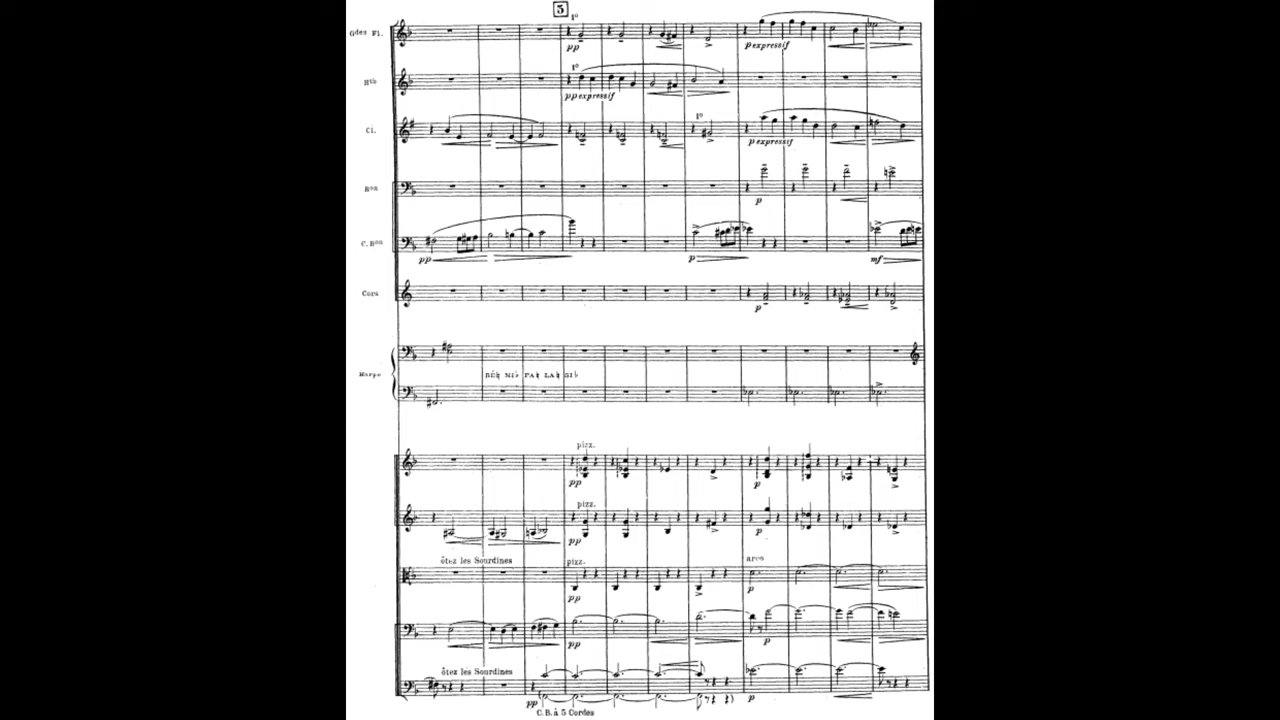 5
Gdes Fl.
1º
pp
p expressif
Htb
1º
pp expressif
Cl.
1º
p expressif
Bon
p
C. Bon
pp
p
mf
Cors
p
Harpe
RÉ♮ MI♭ FA♮ LA♮ SI♭
pizz.
pp
p
pizz.
pp
p
ôtez les Sourdines
pizz.
arco
pp
p
pp
p
ôtez les Sourdines
pp
p
C.B. à 5 Cordes